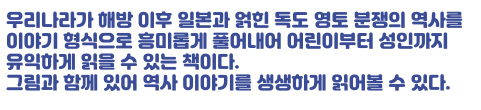 우리나라가 해방 이후 일본과 얽힌 독도 영토 분쟁의 역사를
이야기 형식으로 흥미롭게 풀어내어 어린이부터 성인까지
유익하게 읽을 수 있는 책이다.
그림과 함께 있어 역사 이야기를 생생하게 읽어볼 수 있다.